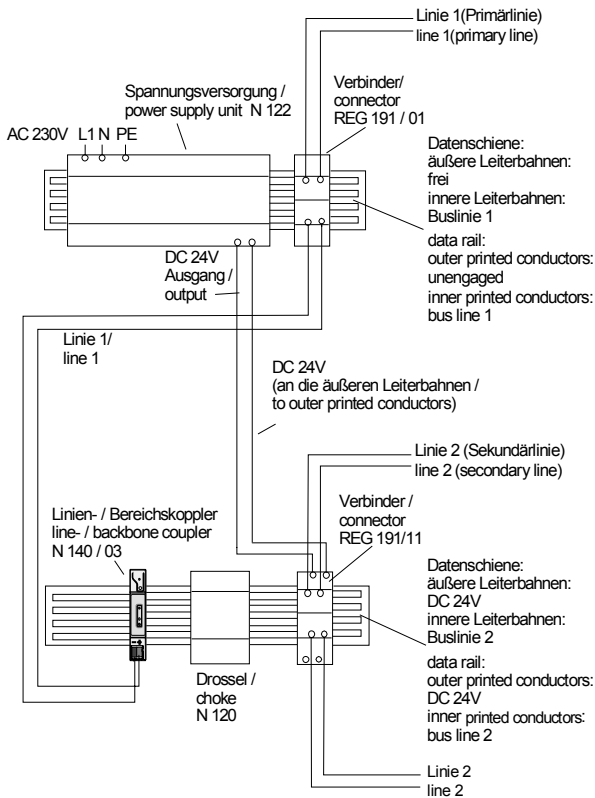 Linie 1(Primärlinie)
line 1(primary line)
Spannungsversorgung /
power supply unit N 122
Verbinder/
connector
REG 191 / 01
AC 230V L1 N PE
Datenschiene:
äußere Leiterbahnen:
frei
innere Leiterbahnen:
Buslinie 1
data rail:
outer printed conductors:
unengaged
inner printed conductors:
bus line 1
DC 24V
Ausgang /
output
Linie 1/
line 1
DC 24V
(an die äußeren Leiterbahnen /
to outer printed conductors)
Linie 2 (Sekundärlinie)
line 2 (secondary line)
Linien- / Bereichskoppler
line- / backbone coupler
N 140 / 03
Verbinder /
connector
REG 191/11
Datenschiene:
äußere Leiterbahnen:
DC 24V
innere Leiterbahnen:
Buslinie 2
data rail:
outer printed conductors:
DC 24V
inner printed conductors:
bus line 2
Drossel /
choke
N 120
Linie 2
line 2